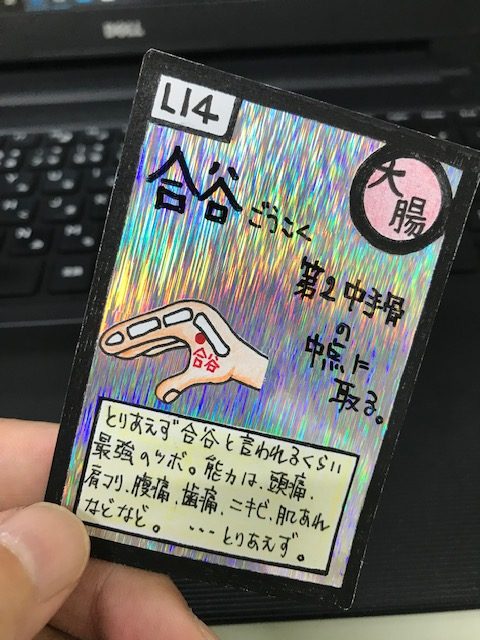 DELL
LI4
大
腸
合谷ごうこく
第2中手骨
の
中点に
取る。
合谷
とりあえず合谷と言われるくらい
最強のツボ。能力は、頭痛、
肩コリ、腹痛、歯痛、ニキビ、肌あれ
などなど。 …とりあえず。